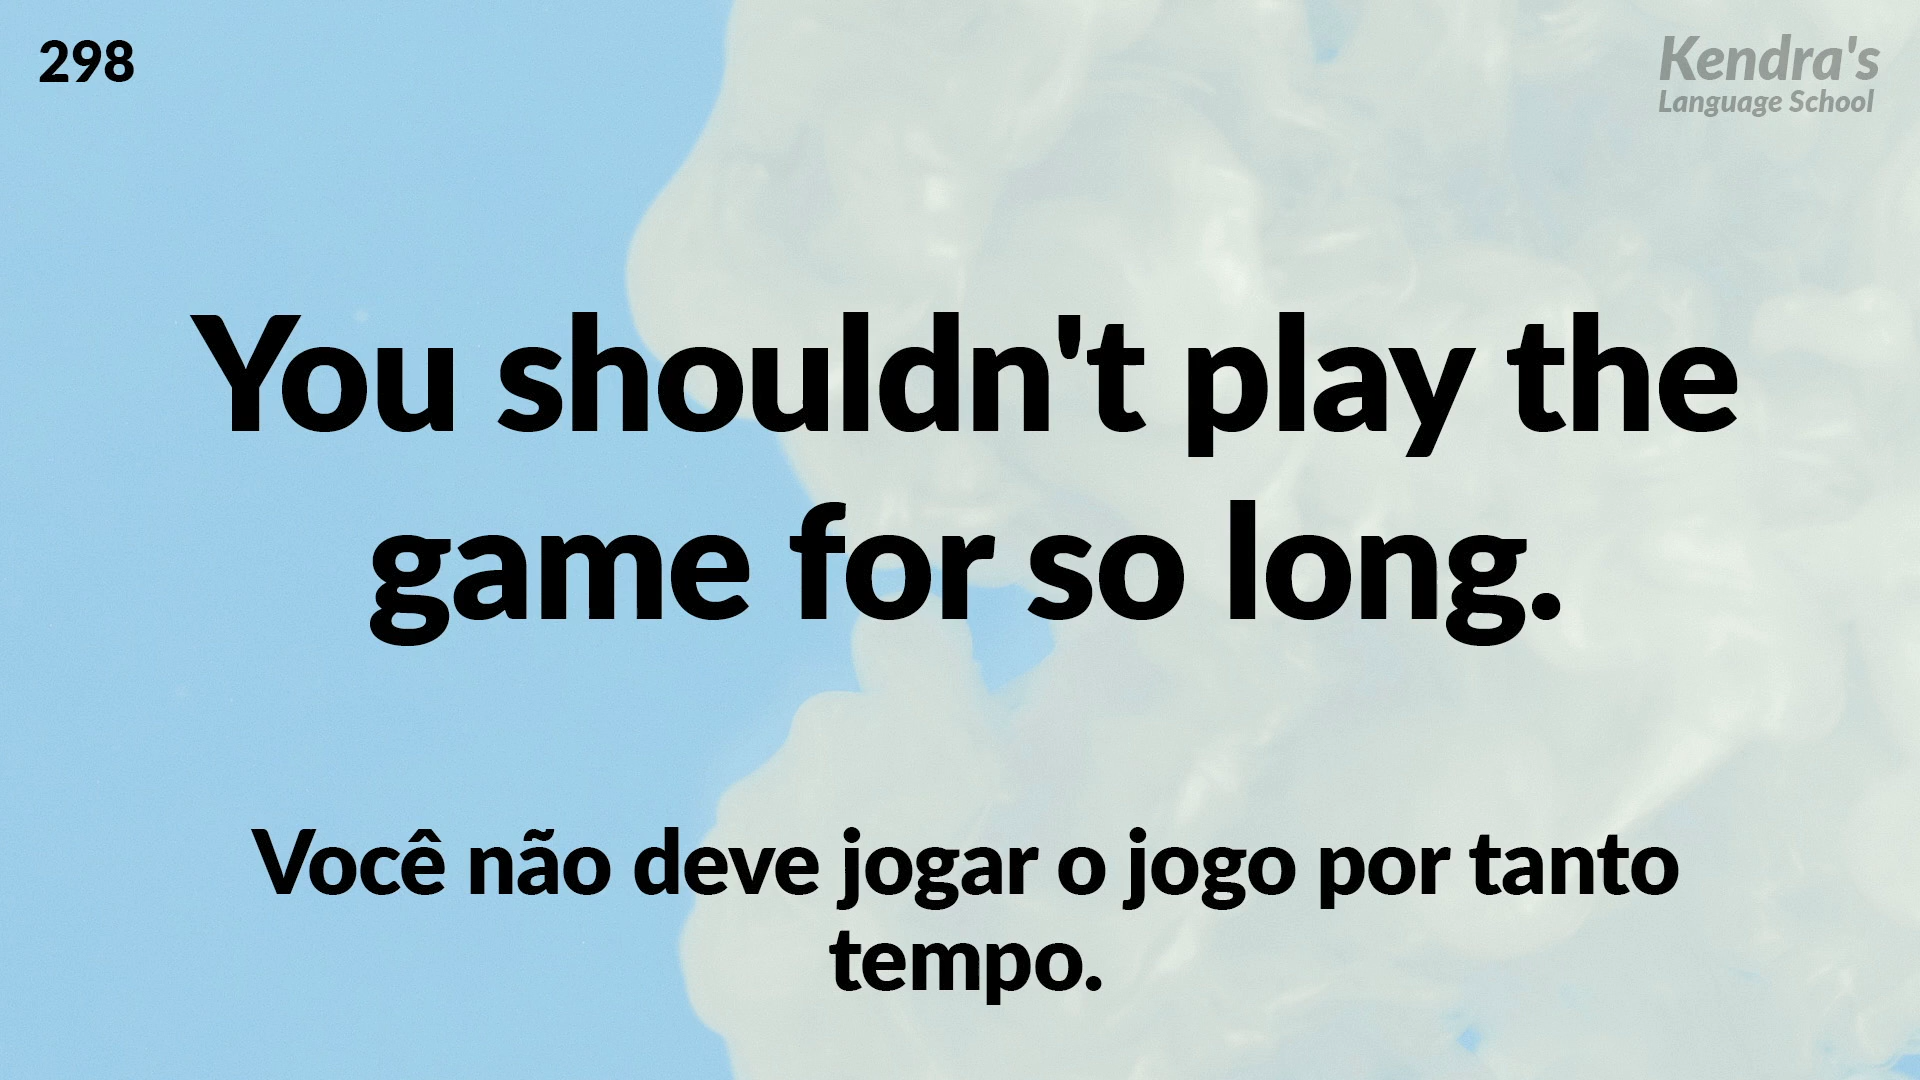 298
Kendra's
Language School
You shouldn't play the
game for so long.
Você não deve jogar o jogo por tanto
tempo.